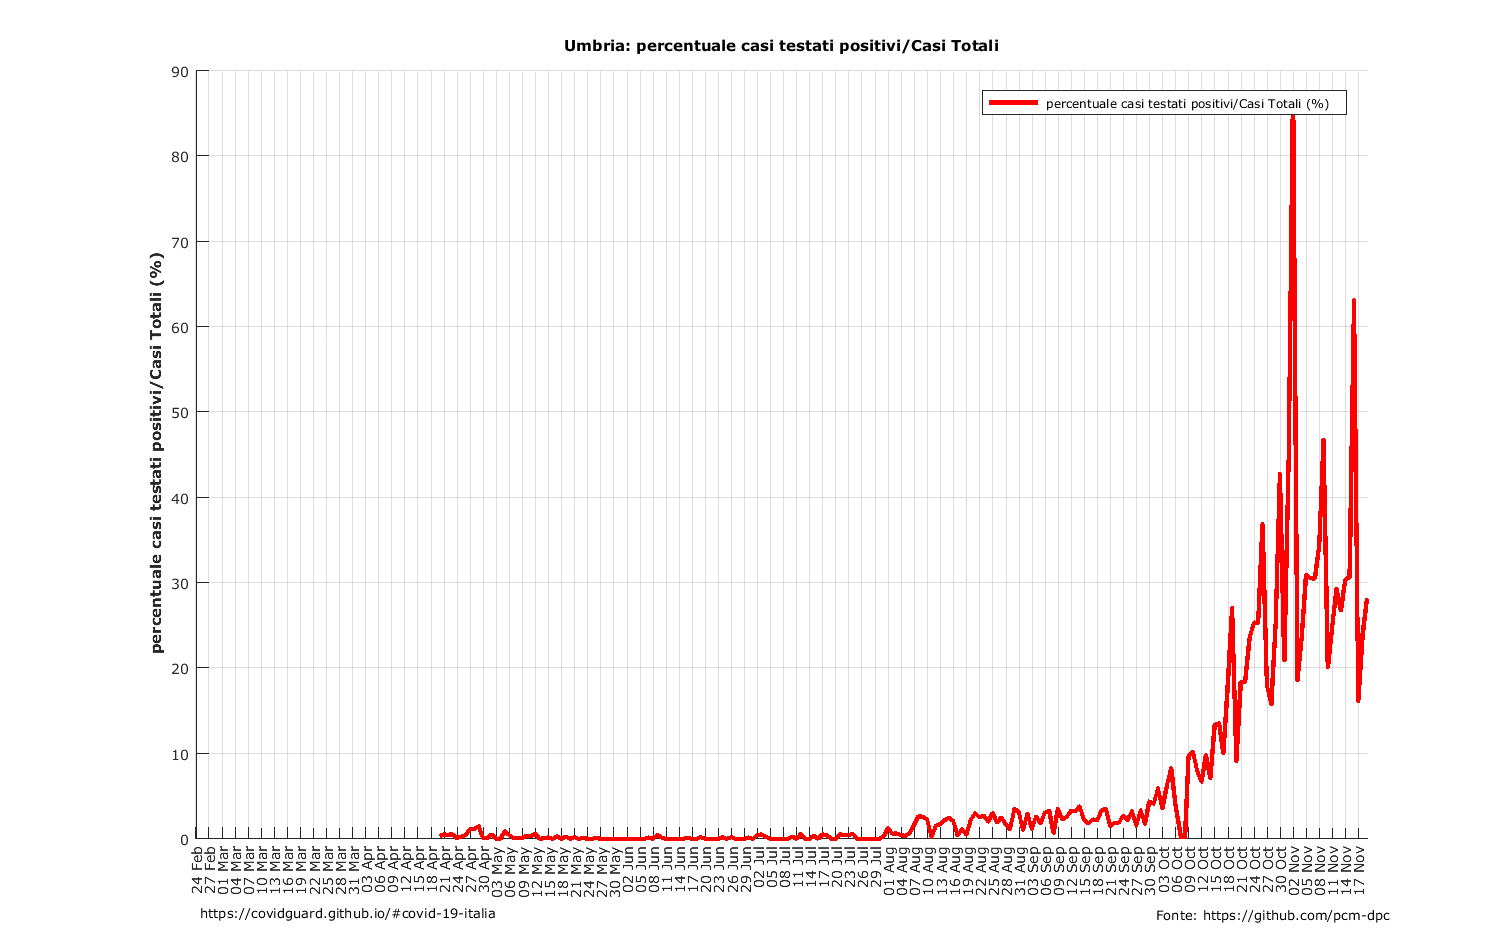 Umbria: percentuale casi testati positivi/Casi Totali
percentuale casi testati positivi/Casi Totali (%)
percentuale casi testati positivi/Casi Totali (%)
90
80
70
60
50
40
30
20
10
0
24 Feb
27 Feb
01 Mar
04 Mar
07 Mar
10 Mar
13 Mar
16 Mar
19 Mar
22 Mar
25 Mar
28 Mar
31 Mar
03 Apr
06 Apr
09 Apr
12 Apr
15 Apr
18 Apr
21 Apr
24 Apr
27 Apr
30 Apr
03 May
06 May
09 May
12 May
15 May
18 May
21 May
24 May
27 May
30 May
02 Jun
05 Jun
08 Jun
11 Jun
14 Jun
17 Jun
20 Jun
23 Jun
26 Jun
29 Jun
02 Jul
05 Jul
08 Jul
11 Jul
14 Jul
17 Jul
20 Jul
23 Jul
26 Jul
29 Jul
01 Aug
04 Aug
07 Aug
10 Aug
13 Aug
16 Aug
19 Aug
22 Aug
25 Aug
28 Aug
31 Aug
03 Sep
06 Sep
09 Sep
12 Sep
15 Sep
18 Sep
21 Sep
24 Sep
27 Sep
30 Sep
03 Oct
06 Oct
09 Oct
12 Oct
15 Oct
18 Oct
21 Oct
24 Oct
27 Oct
30 Oct
02 Nov
05 Nov
08 Nov
11 Nov
14 Nov
17 Nov
https://covidguard.github.io/#covid-19-italia
Fonte: https://github.com/pcm-dpc